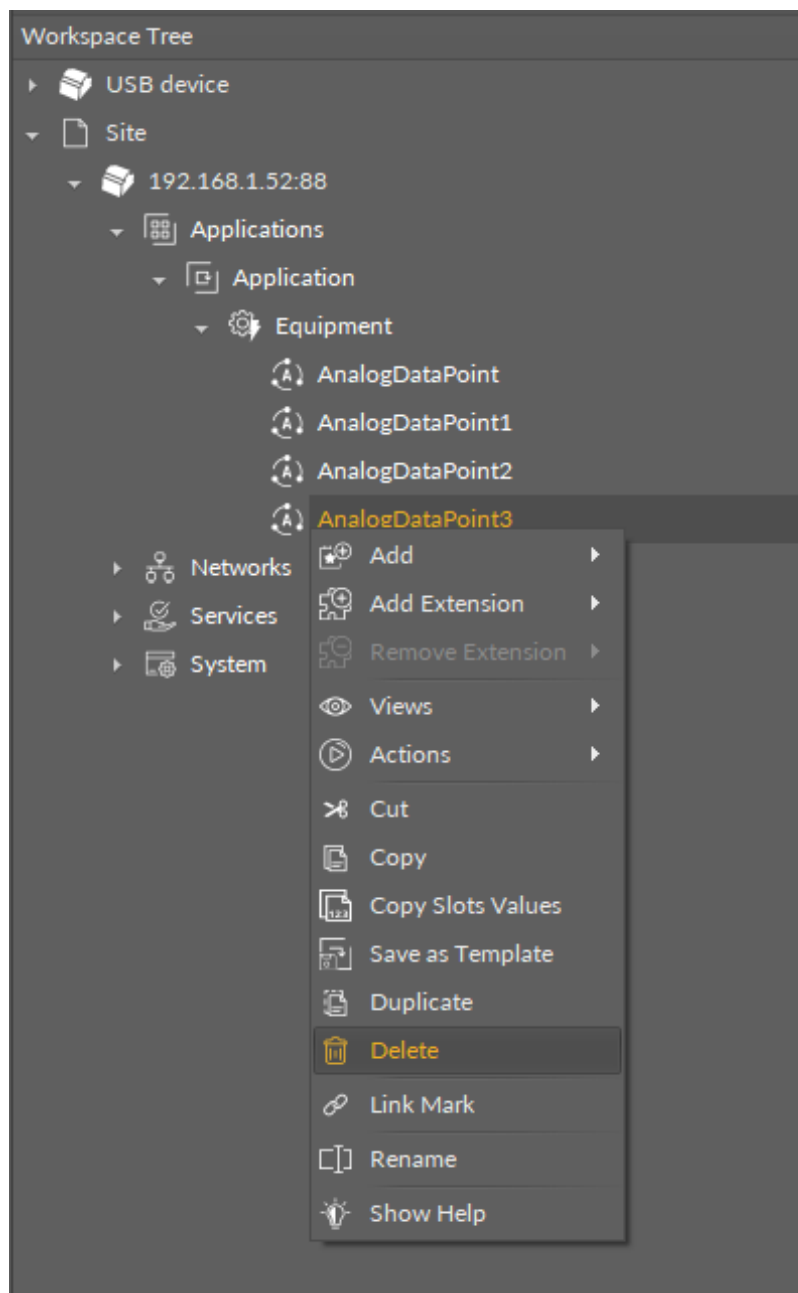 Workspace Tree
USB device
Site
192.168.1.52:88
Applications
Application
Equipment
AnalogDataPoint
AnalogDataPoint1
AnalogDataPoint2
AnalogDataPoint3
Networks
Services
System
Add
Add Extension
Remove Extension
Views
Actions
Cut
Copy
Copy Slots Values
Save as Template
Duplicate
Delete
Link Mark
Rename
Show Help